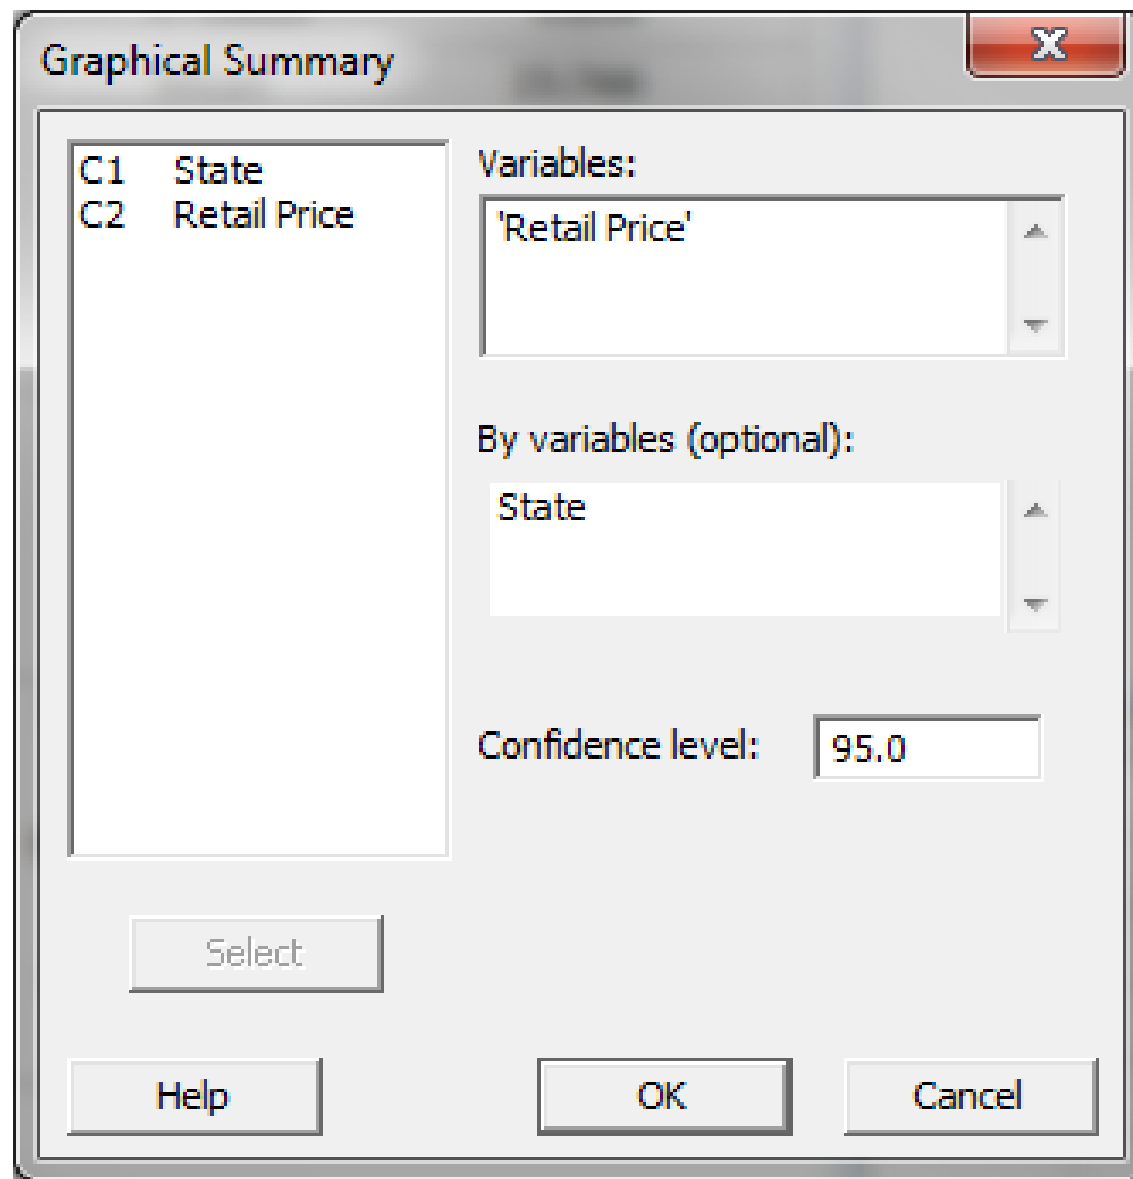 Graphical Summary
C1 State
C2 Retail Price
Variables:
'Retail Price'
By variables (optional):
State
Confidence level:
95.0
Select
Help
OK
Cancel